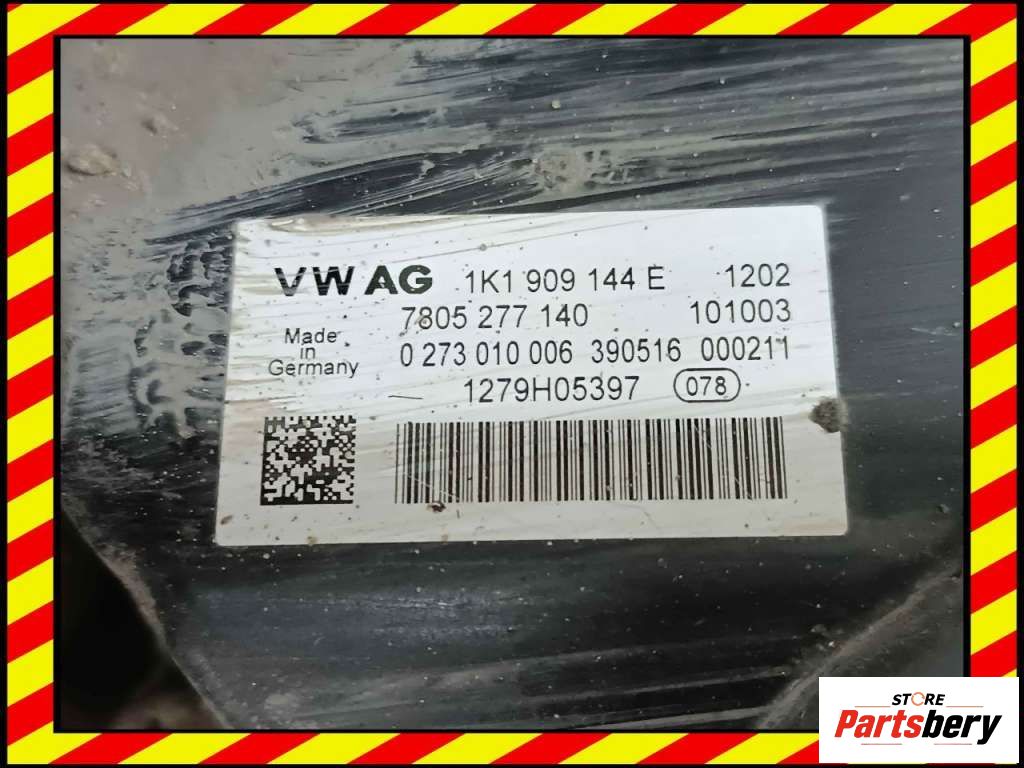 VW AG 1K1 909 144 E 1202
7805 277 140 101003
Made in Germany
0 273 010 006 390516 000211
1279H05397 078
STORE
Partsbery